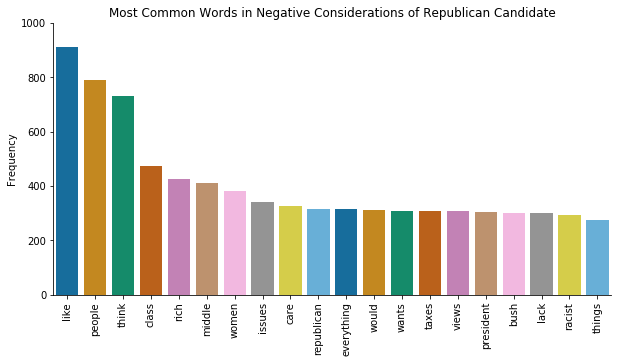 Most Common Words in Negative Considerations of Republican Candidate
1000
800
600
400
200
0
Frequency
like
people
think
class
rich
middle
women
issues
care
republican
everything
would
wants
taxes
views
president
bush
lack
racist
things